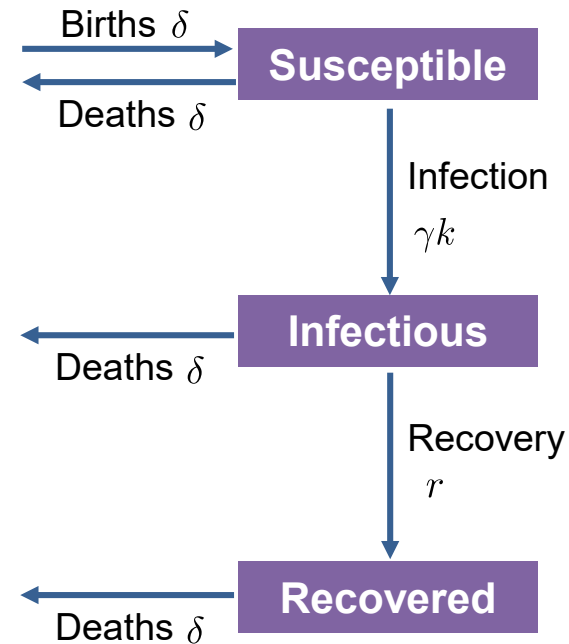 Births δ
Susceptible
Deaths δ
Infection
γk
Infectious
Deaths δ
Recovery
r
Recovered
Deaths δ